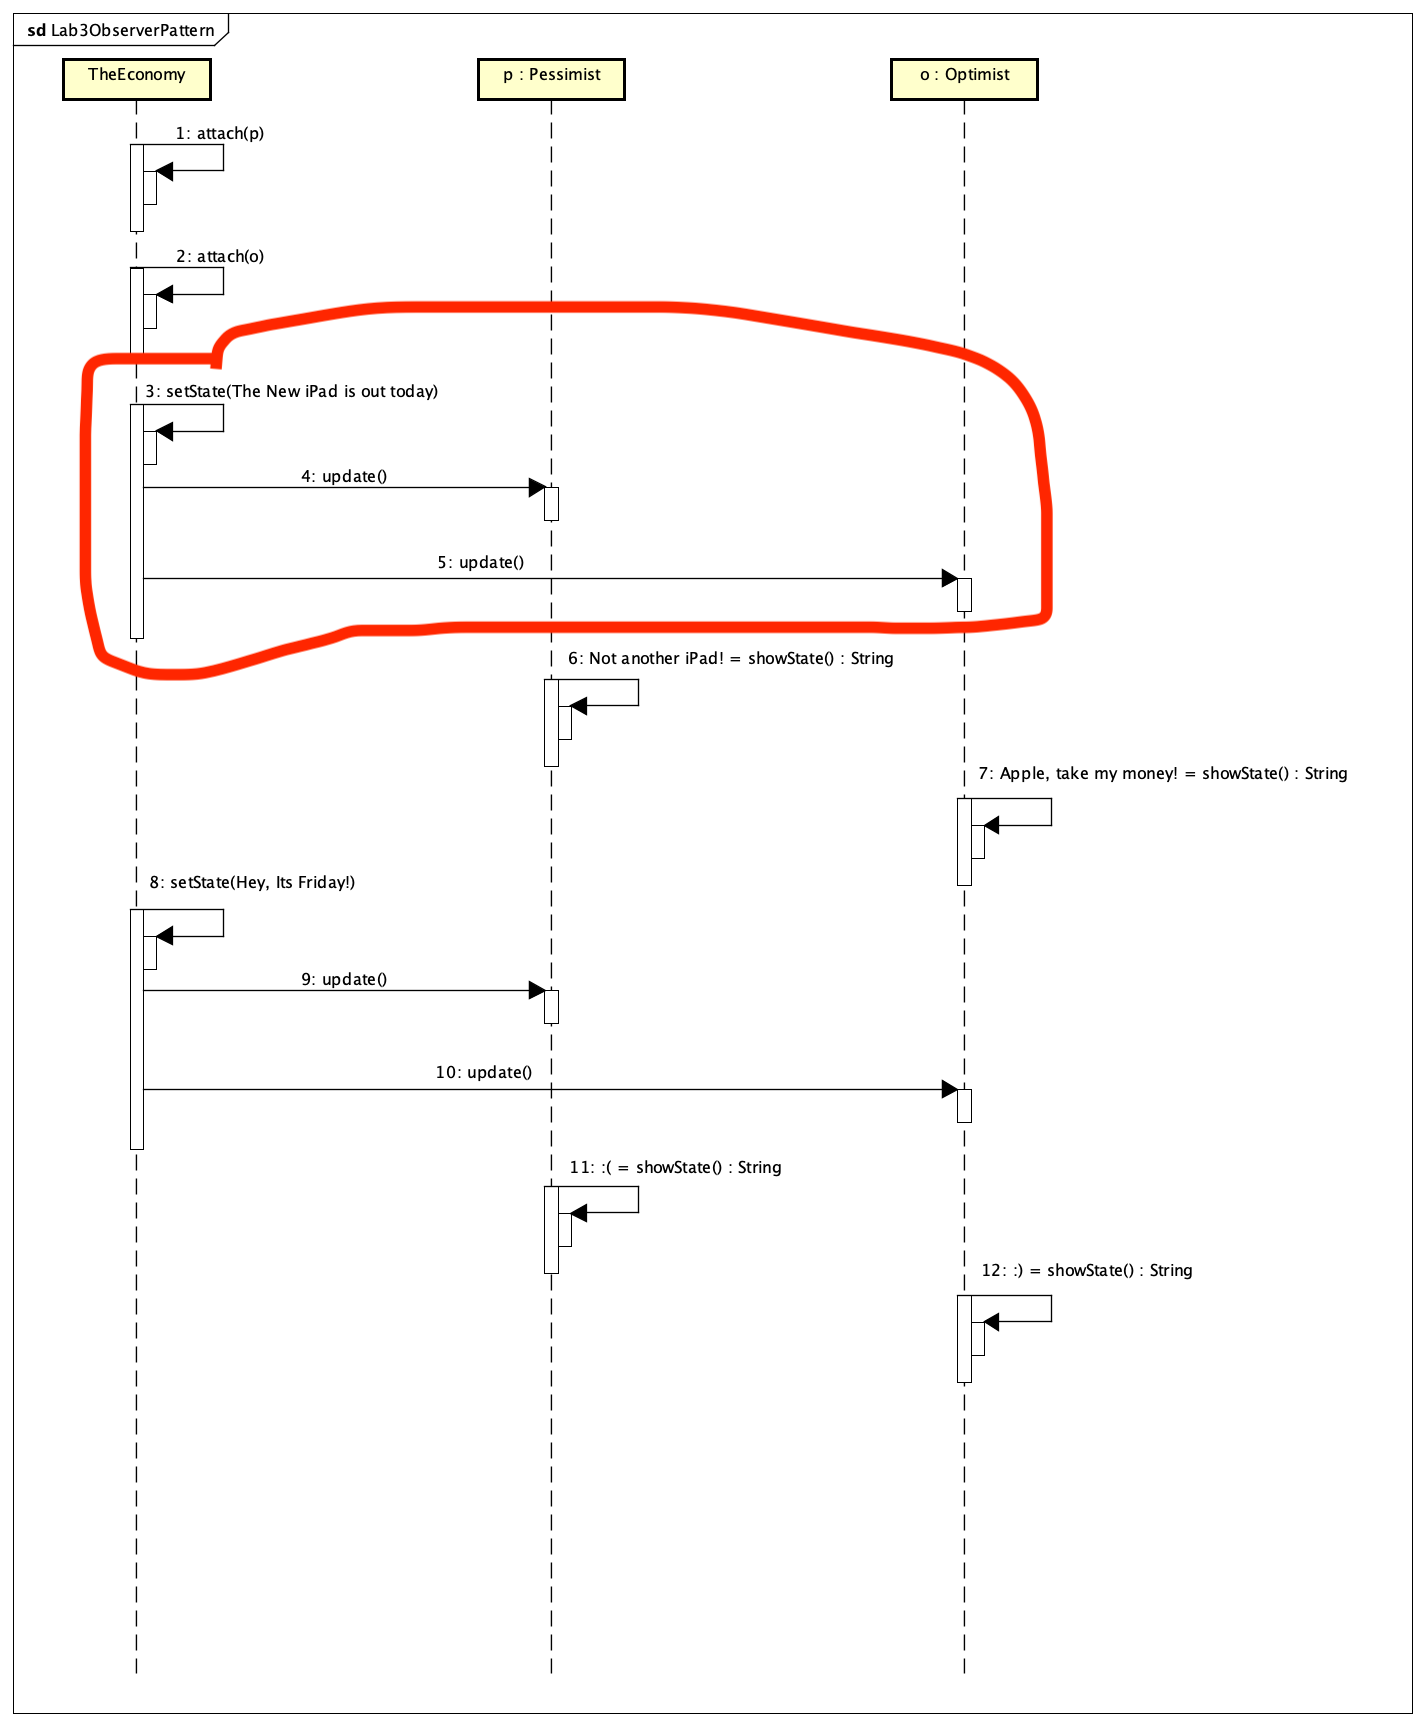 sd Lab3ObserverPattern
TheEconomy
p : Pessimist
o : Optimist
1: attach(p)
2: attach(o)
3: setState(The New iPad is out today)
4: update()
5: update()
6: Not another iPad! = showState() : String
7: Apple, take my money! = showState() : String
8: setState(Hey, Its Friday!)
9: update()
10: update()
11: :( = showState() : String
12: :) = showState() : String